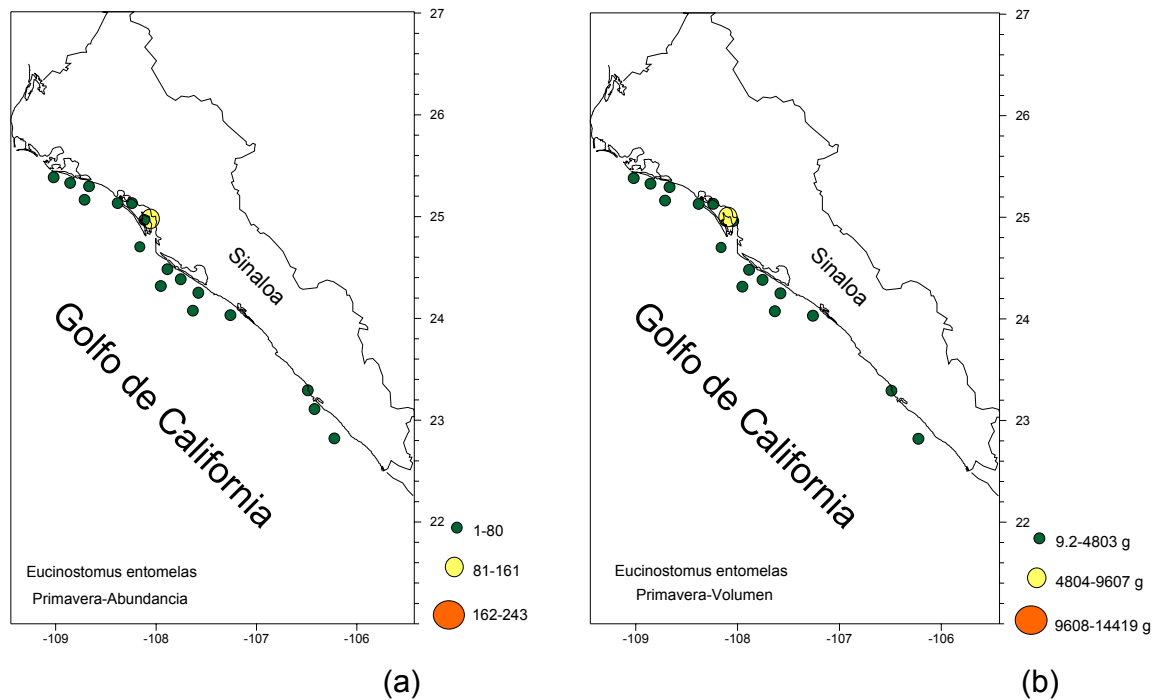 27
26
25
24
23
22
-109
-108
-107
-106
Sinaloa
Golfo de California
Eucinostomus entomelas
Primavera-Abundancia
1-80
81-161
162-243
(a)
27
26
25
24
23
22
-109
-108
-107
-106
Sinaloa
Golfo de California
Eucinostomus entomelas
Primavera-Volumen
9.2-4803 g
4804-9607 g
9608-14419 g
(b)